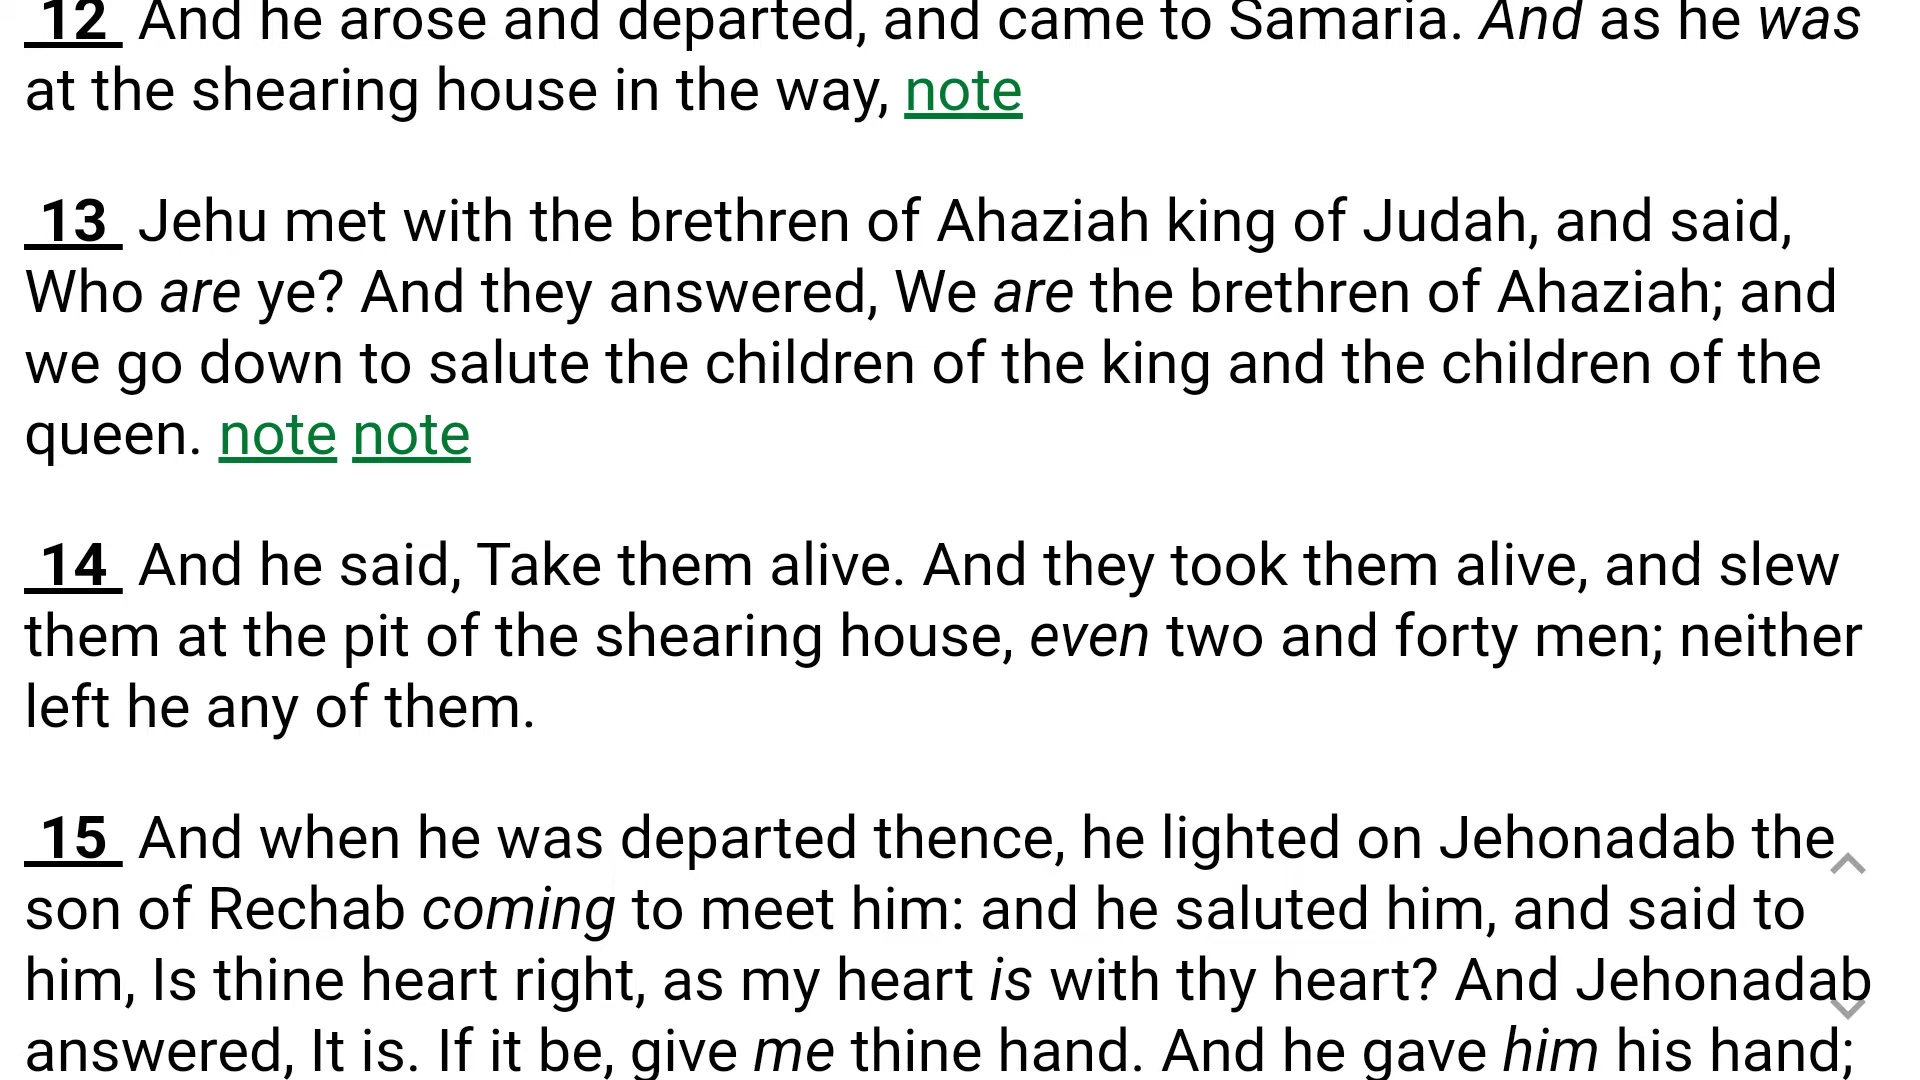 12 And he arose and departed, and came to Samaria. And as he was
at the shearing house in the way, note
13 Jehu met with the brethren of Ahaziah king of Judah, and said,
Who are ye? And they answered, We are the brethren of Ahaziah; and
we go down to salute the children of the king and the children of the
queen. note note
14 And he said, Take them alive. And they took them alive, and slew
them at the pit of the shearing house, even two and forty men; neither
left he any of them.
15 And when he was departed thence, he lighted on Jehonadab the
son of Rechab coming to meet him: and he saluted him, and said to
him, Is thine heart right, as my heart is with thy heart? And Jehonadab
answered, It is. If it be, give me thine hand. And he gave him his hand;